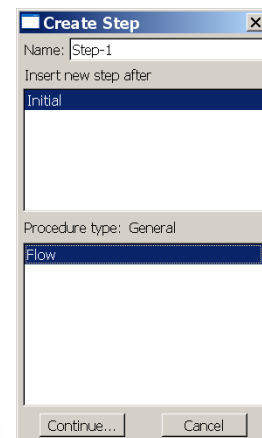 Create Step
Name: Step-1
Insert new step after
Initial
Procedure type: General
Flow
Continue... Cancel